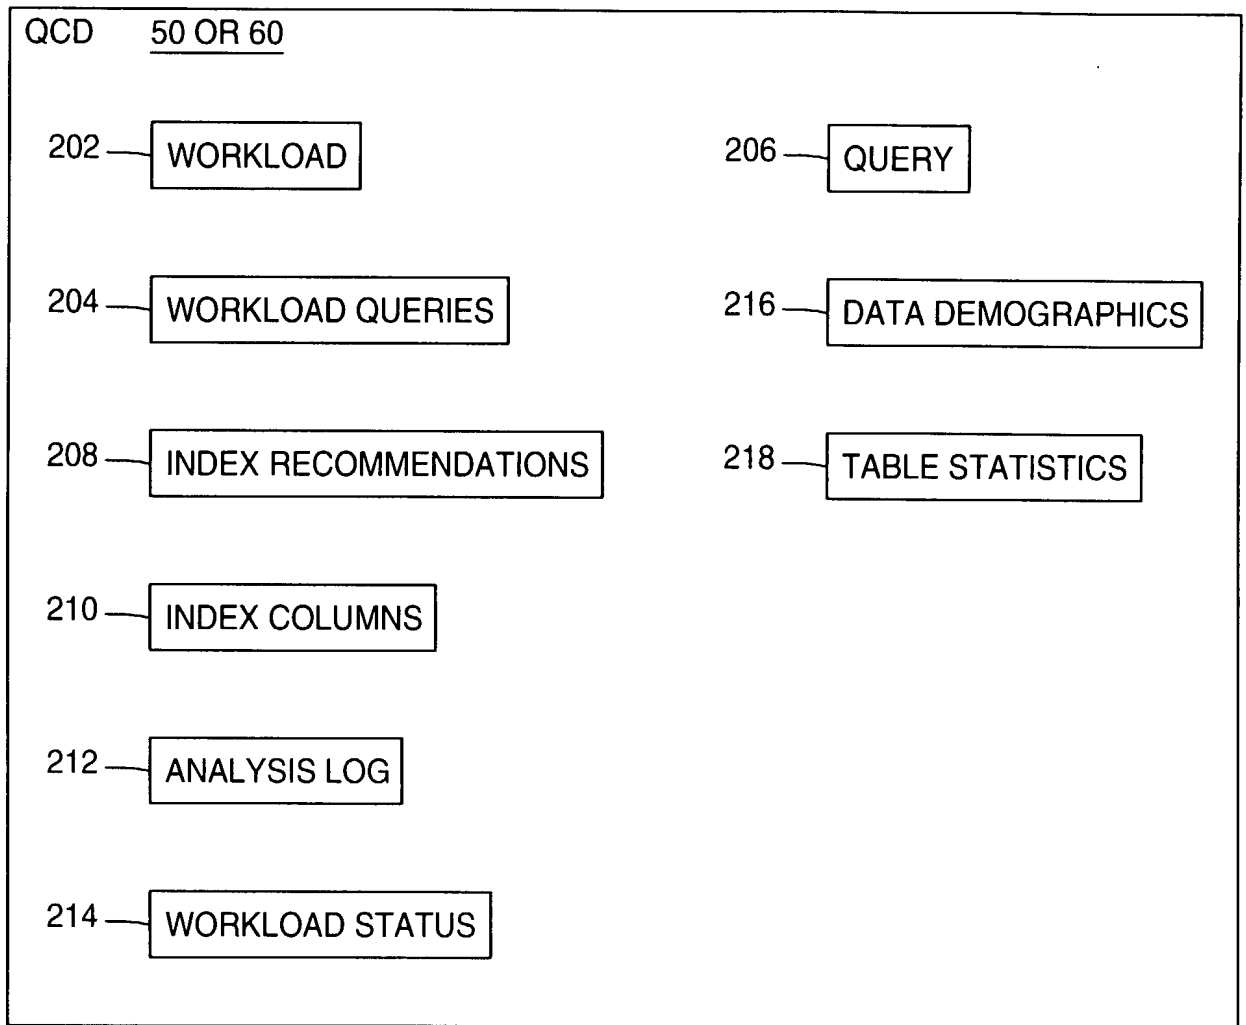 QCD 50 OR 60
202 WORKLOAD
206 QUERY
204 WORKLOAD QUERIES
216 DATA DEMOGRAPHICS
208 INDEX RECOMMENDATIONS
218 TABLE STATISTICS
210 INDEX COLUMNS
212 ANALYSIS LOG
214 WORKLOAD STATUS